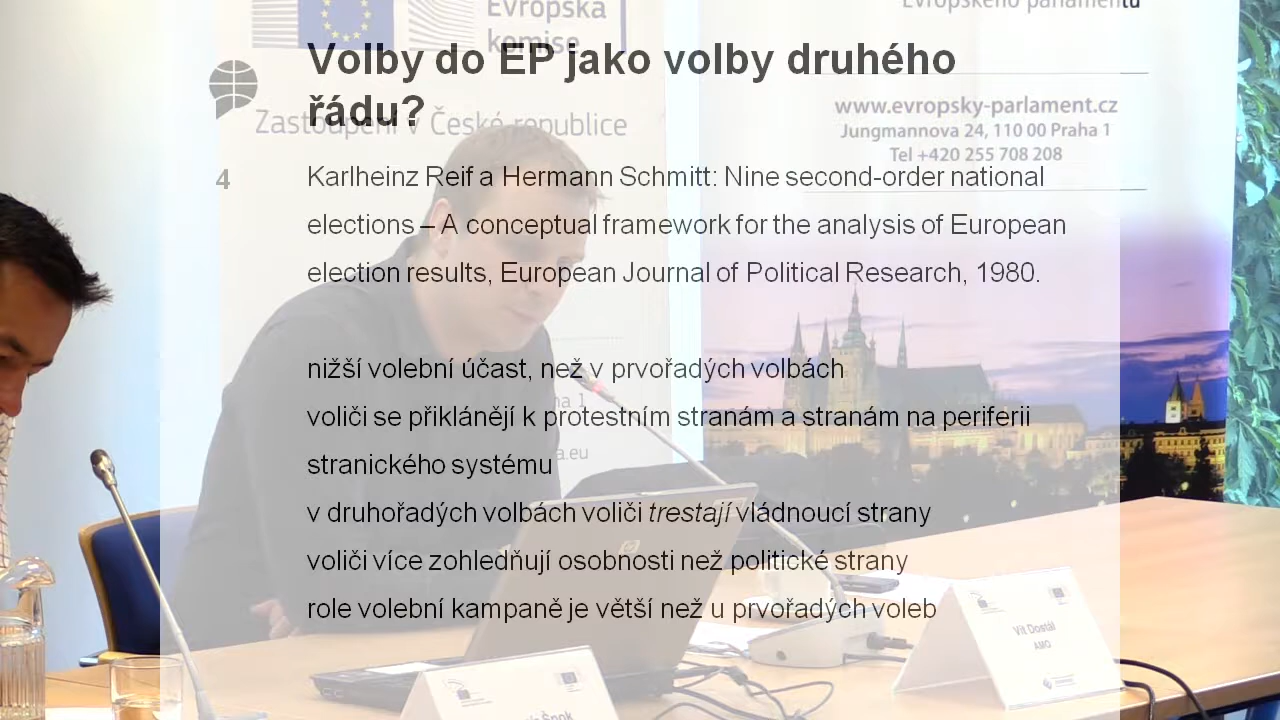 Evropská
komise
Evropského parlamentu
Volby do EP jako volby druhého
řádu?
Zastoupení v České republice
www.evropsky-parlament.cz
Jungmannova 24, 110 00 Praha 1
Tel +420 255 708 208
4
Karlheinz Reif a Hermann Schmitt: Nine second-order national
elections – A conceptual framework for the analysis of European
election results, European Journal of Political Research, 1980.
nižší volební účast, než v prvořadých volbách
voliči se přiklánějí k protestním stranám a stranám na periferii
stranického systému
v druhořadých volbách voliči trestají vládnoucí strany
voliči více zohledňují osobnosti než politické strany
role volební kampaně je větší než u prvořadých voleb
Vít Dostál
AMO